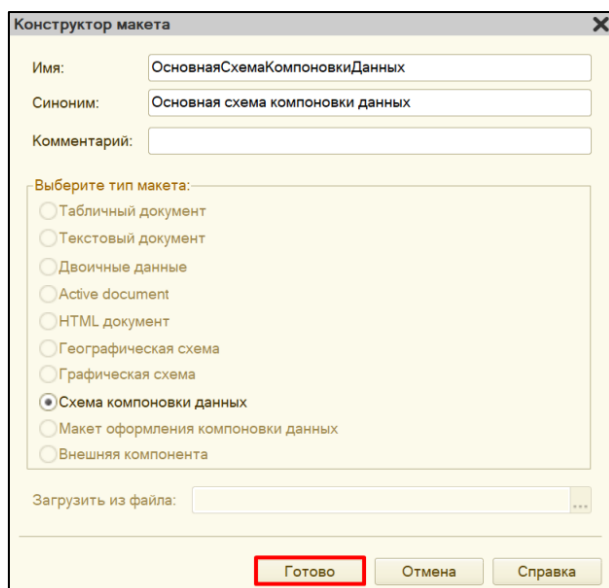 Конструктор макета
Имя: ОсновнаяСхемаКомпоновкиДанных
Синоним: Основная схема компоновки данных
Комментарий:
Выберите тип макета:
Табличный документ
Текстовый документ
Двоичные данные
Active document
HTML документ
Географическая схема
Графическая схема
Схема компоновки данных
Макет оформления компоновки данных
Внешняя компонента
Загрузить из файла: ...
Готово Отмена Справка